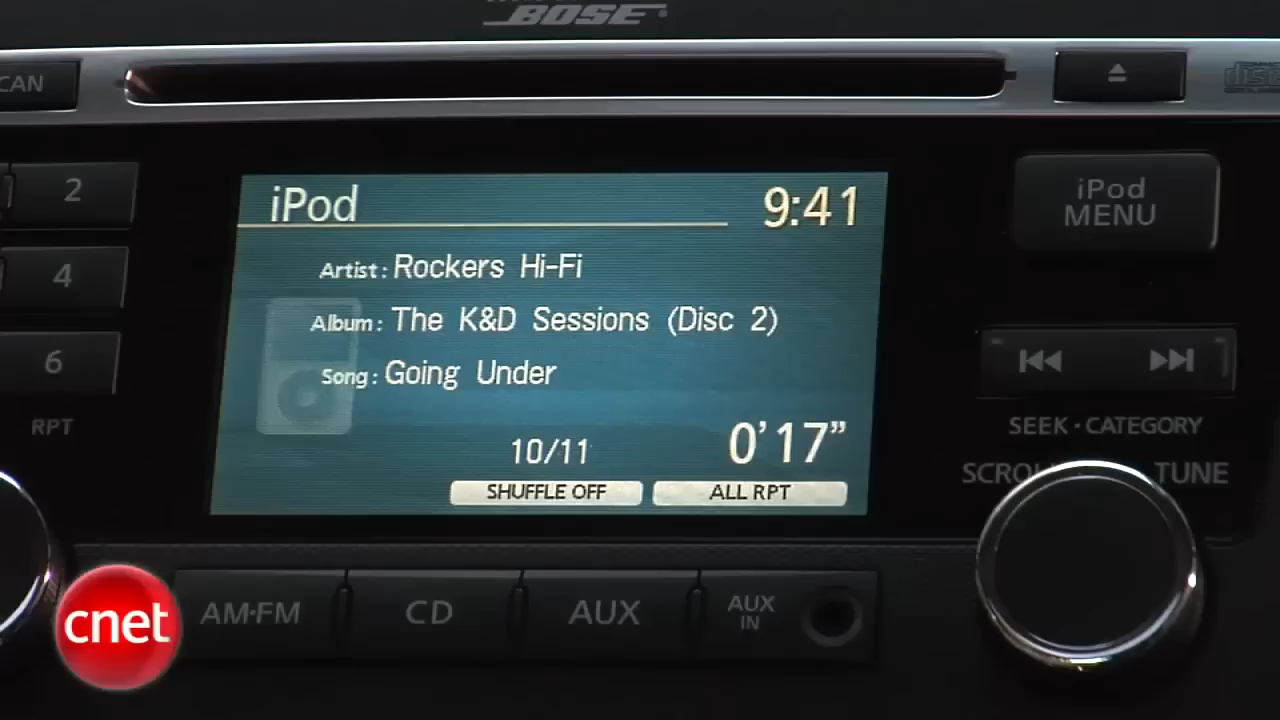 BOSE
CAN
iPod
9:41
2
iPod MENU
Artist: Rockers Hi-Fi
4
Album: The K&D Sessions (Disc 2)
6
Song: Going Under
RPT
SEEK · CATEGORY
10/11
0'17"
SCROL
TUNE
SHUFFLE OFF
ALL RPT
cnet
AM·FM
CD
AUX
AUX IN